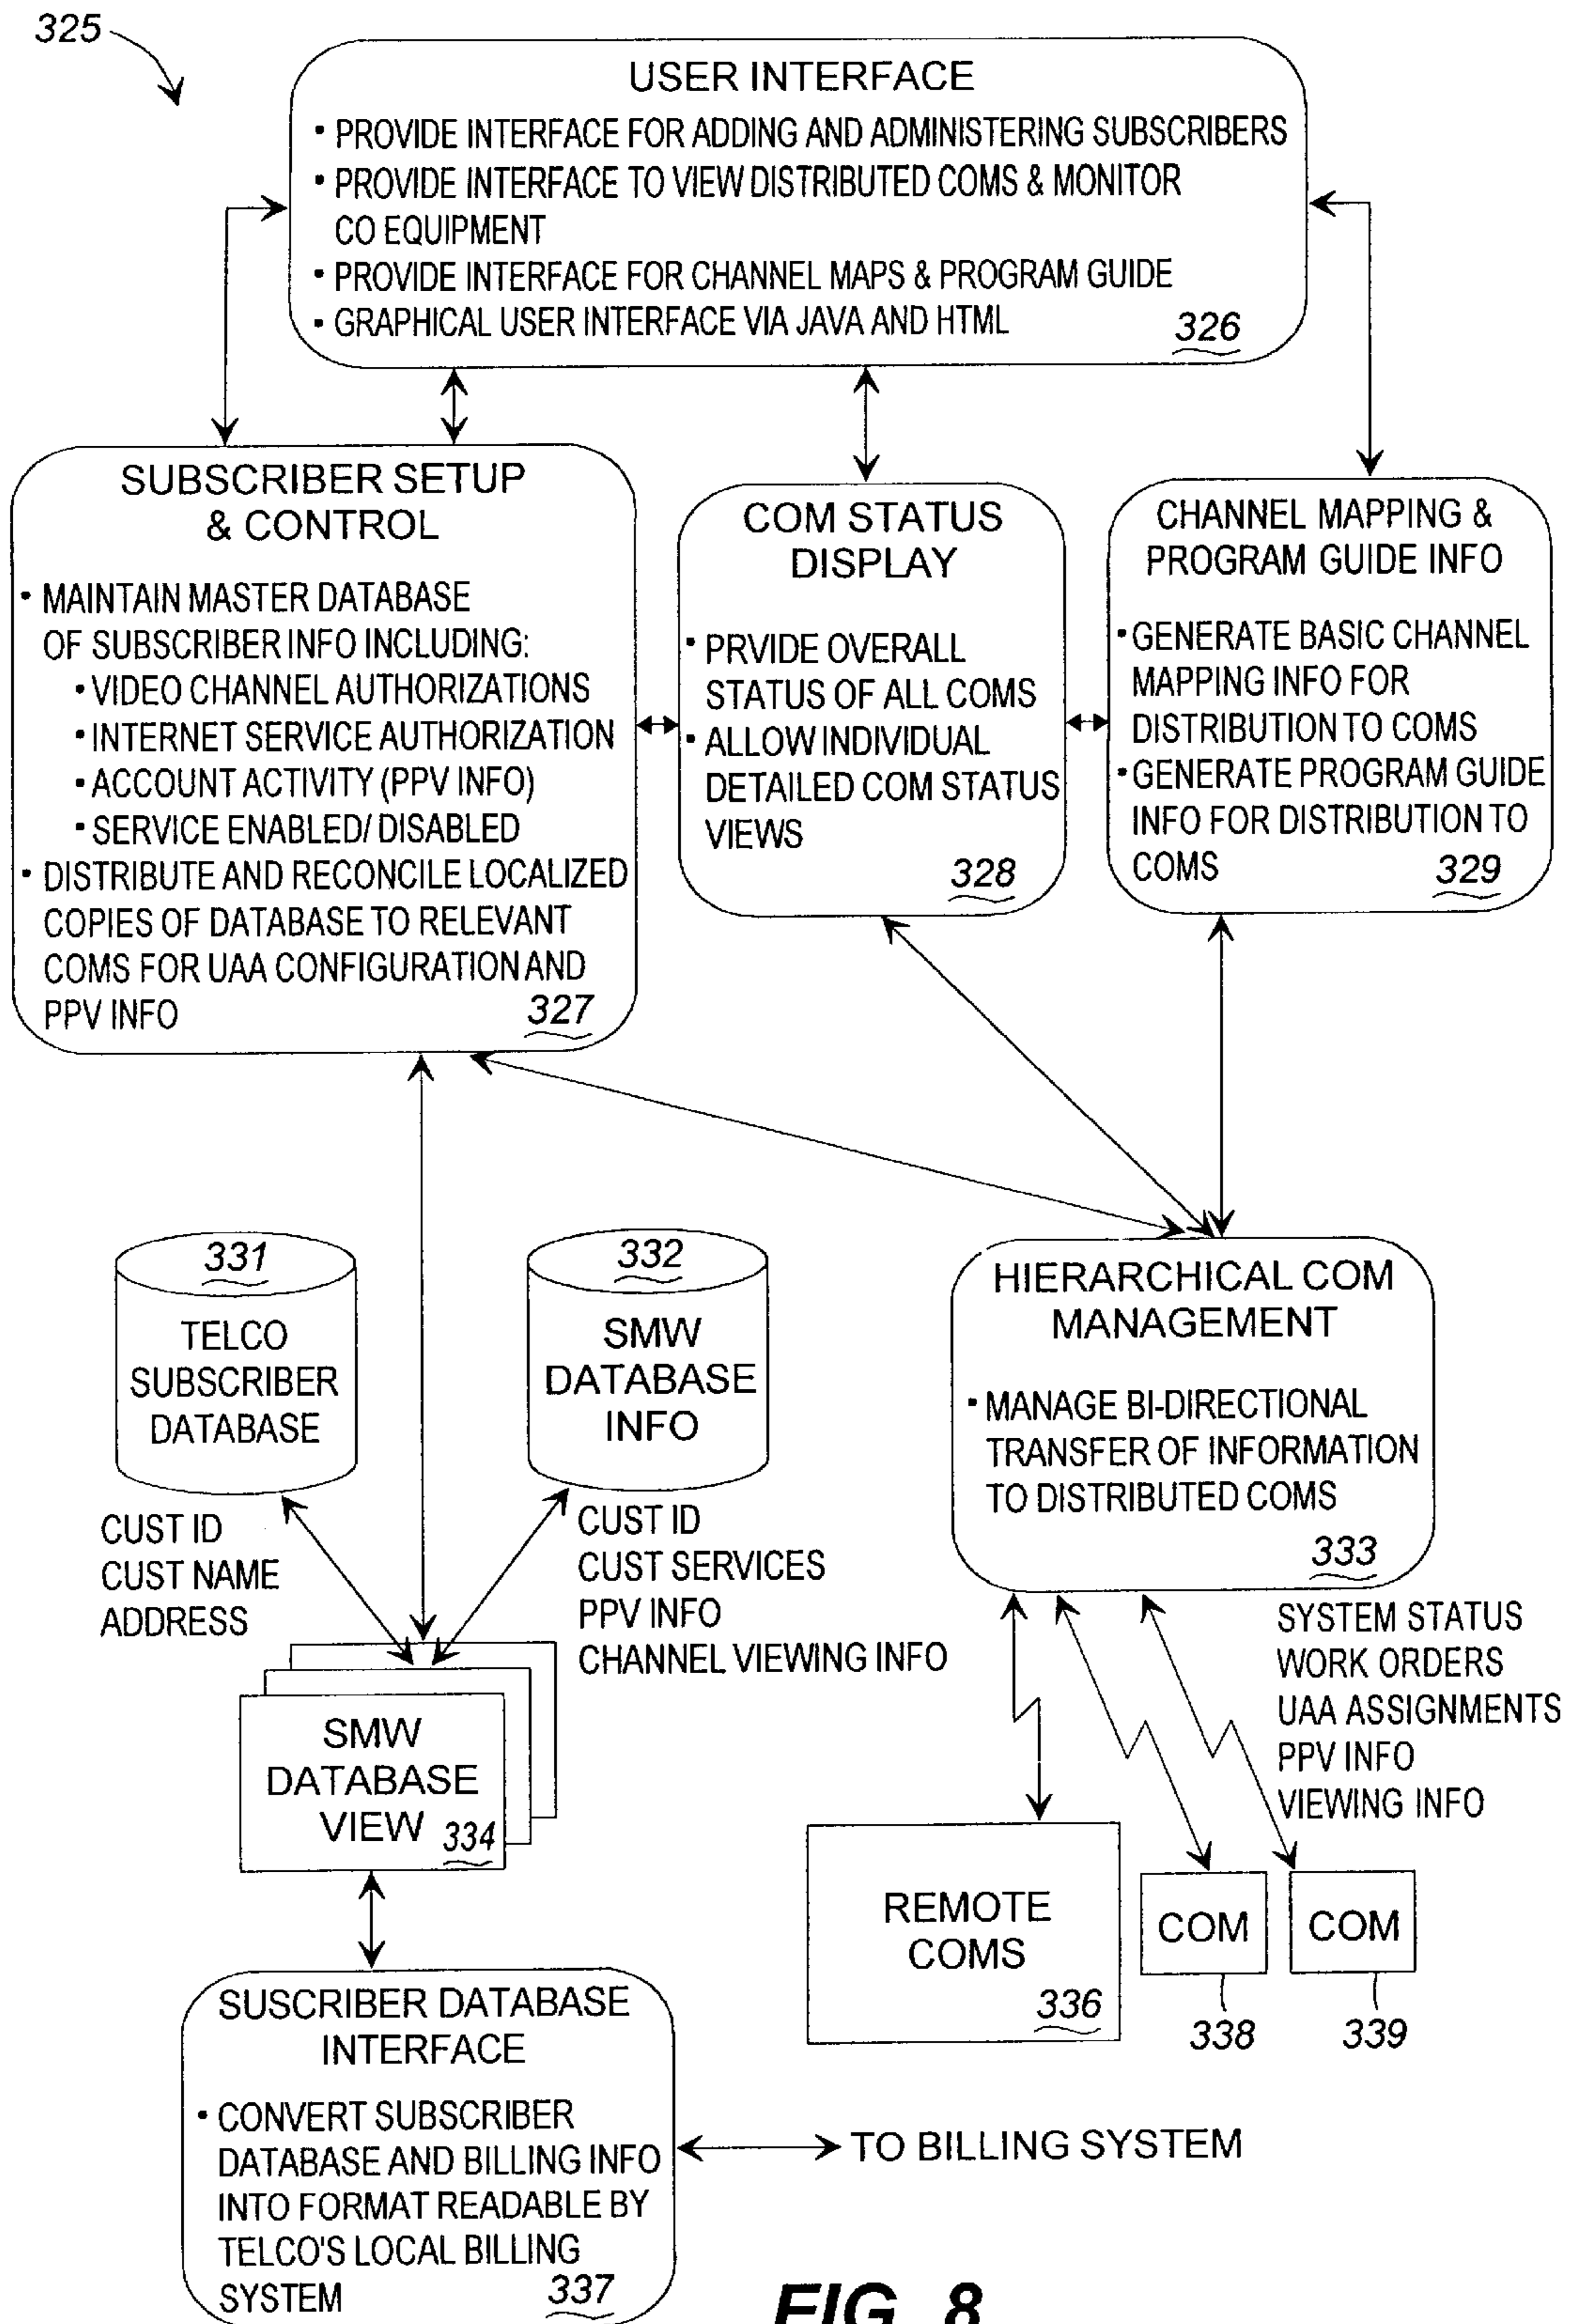 325
USER INTERFACE
· PROVIDE INTERFACE FOR ADDING AND ADMINISTERING SUBSCRIBERS
· PROVIDE INTERFACE TO VIEW DISTRIBUTED COMS & MONITOR
CO EQUIPMENT
· PROVIDE INTERFACE FOR CHANNEL MAPS & PROGRAM GUIDE
· GRAPHICAL USER INTERFACE VIA JAVA AND HTML
326
SUBSCRIBER SETUP
& CONTROL
· MAINTAIN MASTER DATABASE
OF SUBSCRIBER INFO INCLUDING:
· VIDEO CHANNEL AUTHORIZATIONS
· INTERNET SERVICE AUTHORIZATION
· ACCOUNT ACTIVITY (PPV INFO)
· SERVICE ENABLED/ DISABLED
· DISTRIBUTE AND RECONCILE LOCALIZED
COPIES OF DATABASE TO RELEVANT
COMS FOR UAA CONFIGURATION AND
PPV INFO
327
COM STATUS
DISPLAY
· PRVIDE OVERALL
STATUS OF ALL COMS
· ALLOW INDIVIDUAL
DETAILED COM STATUS
VIEWS
328
CHANNEL MAPPING &
PROGRAM GUIDE INFO
· GENERATE BASIC CHANNEL
MAPPING INFO FOR
DISTRIBUTION TO COMS
· GENERATE PROGRAM GUIDE
INFO FOR DISTRIBUTION TO
COMS
329
331
TELCO
SUBSCRIBER
DATABASE
332
SMW
DATABASE
INFO
HIERARCHICAL COM
MANAGEMENT
· MANAGE BI-DIRECTIONAL
TRANSFER OF INFORMATION
TO DISTRIBUTED COMS
333
CUST ID
CUST NAME
ADDRESS
CUST ID
CUST SERVICES
PPV INFO
CHANNEL VIEWING INFO
SYSTEM STATUS
WORK ORDERS
UAA ASSIGNMENTS
PPV INFO
VIEWING INFO
SMW
DATABASE
VIEW
334
REMOTE
COMS
336
COM
338
COM
339
SUSCRIBER DATABASE
INTERFACE
· CONVERT SUBSCRIBER
DATABASE AND BILLING INFO
INTO FORMAT READABLE BY
TELCO'S LOCAL BILLING
SYSTEM
337
TO BILLING SYSTEM
FIG. 8